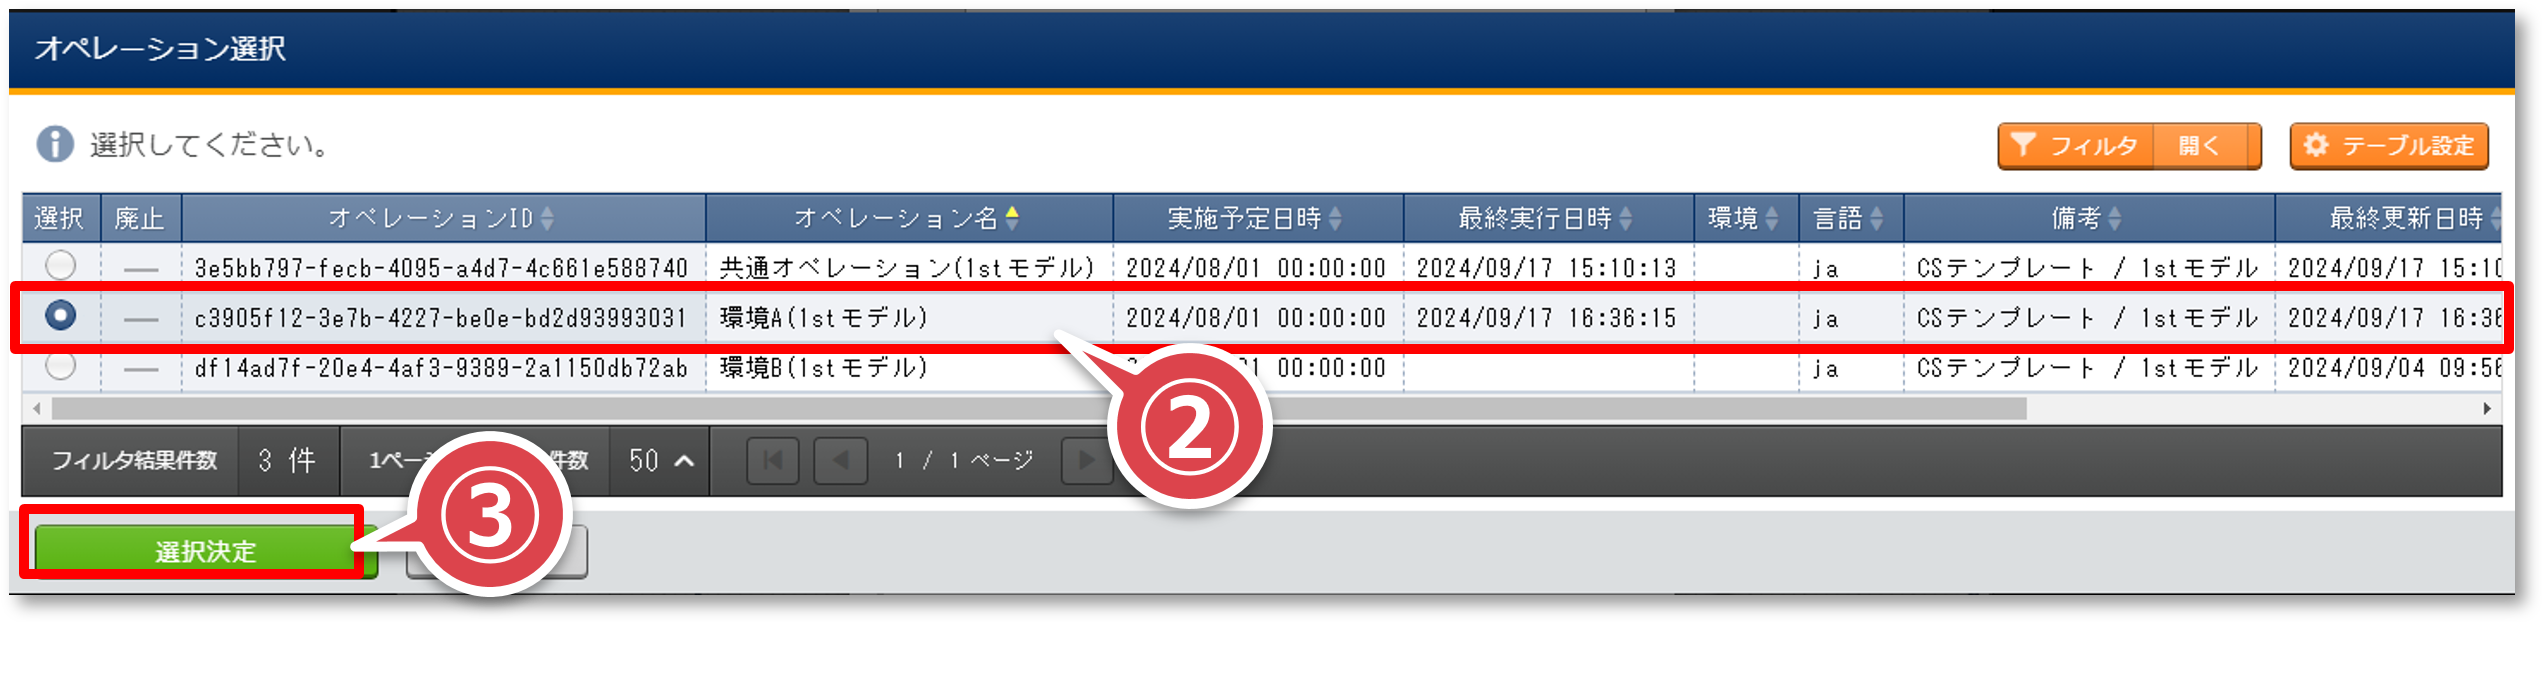 オペレーション選択
選択してください。
フィルタ 開く テーブル設定
選択 廃止 オペレーションID オペレーション名 実施予定日時 最終実行日時 環境 言語 備考 最終更新日時
3e5bb797-fecb-4095-a4d7-4c661e588740 共通オペレーション(1stモデル) 2024/08/01 00:00:00 2024/09/17 15:10:13 ja CSテンプレート / 1stモデル 2024/09/17 15:10
c3905f12-3e7b-4227-be0e-bd2d93993031 環境A(1stモデル) 2024/08/01 00:00:00 2024/09/17 16:36:15 ja CSテンプレート / 1stモデル 2024/09/17 16:36
df14ad7f-20e4-4af3-9389-2a1150db72ab 環境B(1stモデル) 00:00:00 ja CSテンプレート / 1stモデル 2024/09/04 09:56
②
フィルタ結果件数 3 件 1ペー 件数 50 1 / 1 ページ
③
選択決定